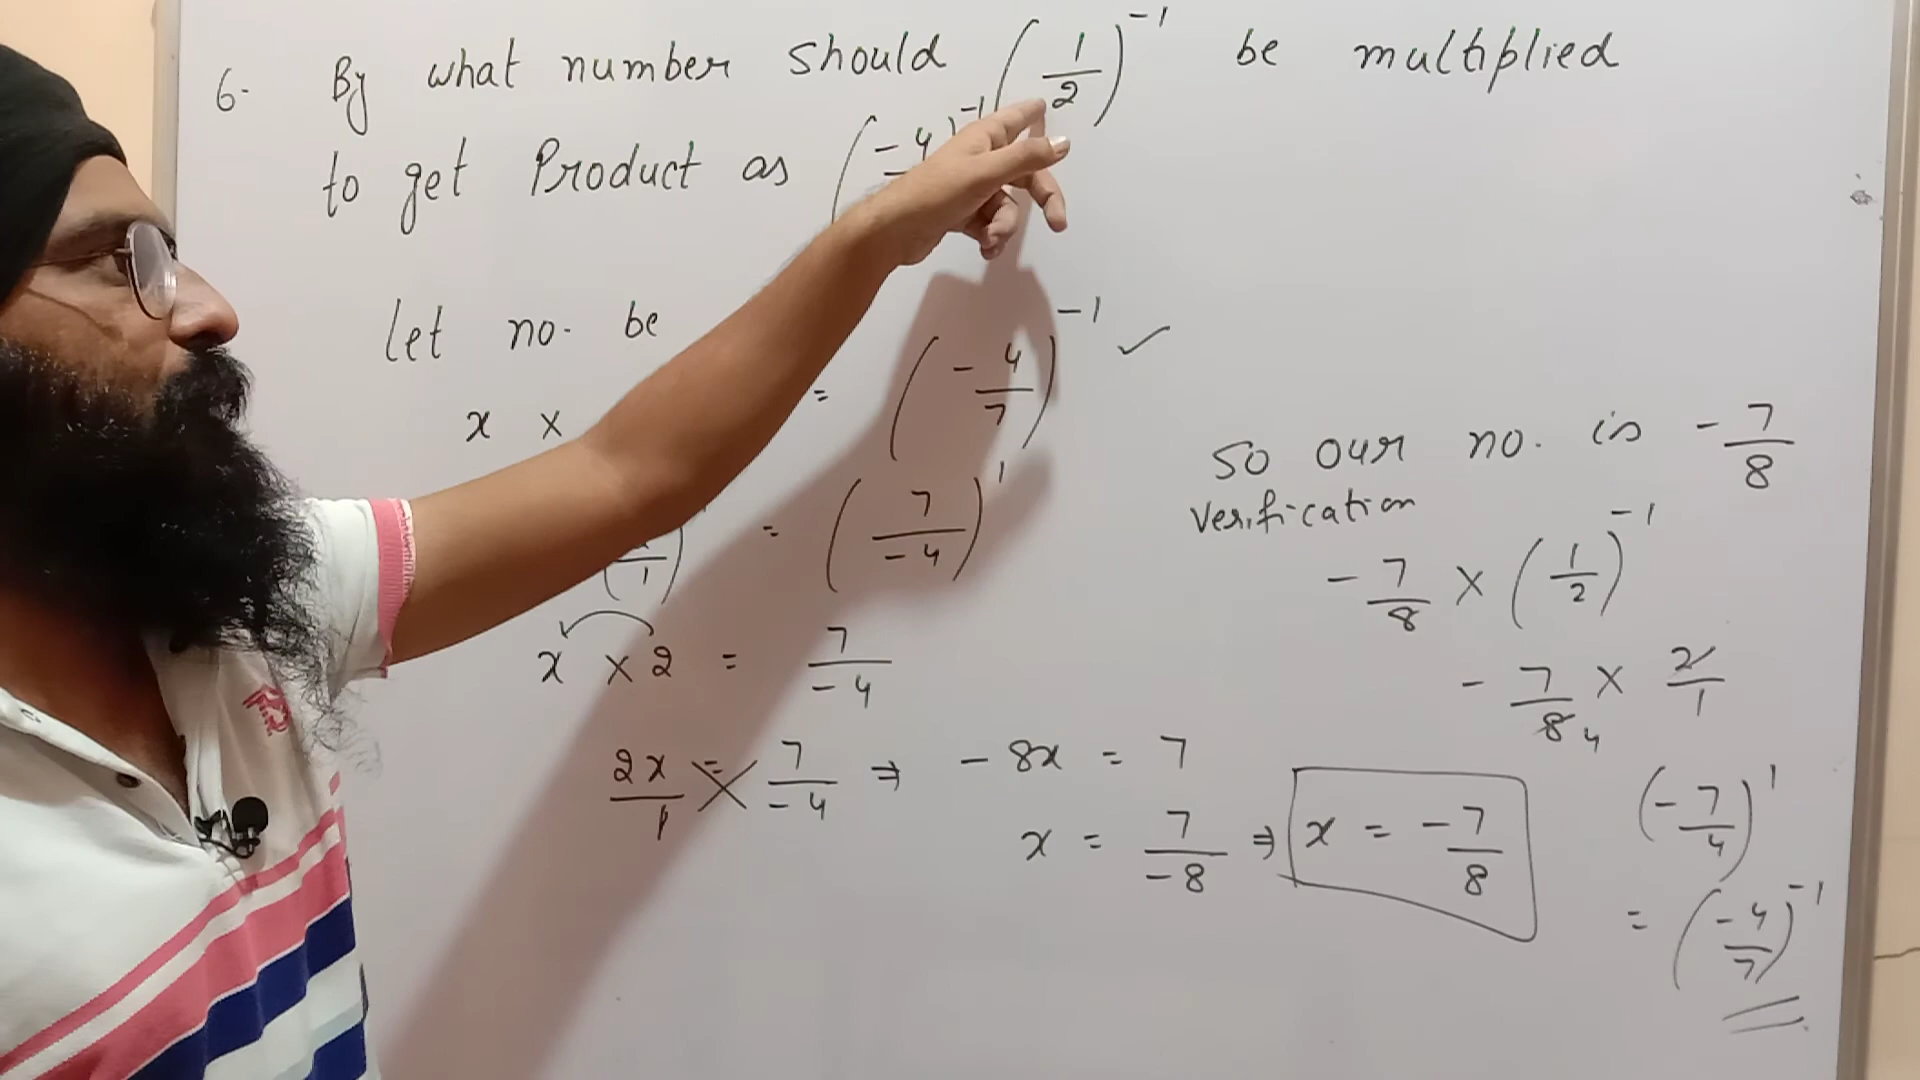 6. By what number should (1/2)^-1 be multiplied
to get Product as (-4
Let no. be
x × = (-4/7)^-1 ✓
= (7/-4)^1
x × 2 = 7/-4
2x/1 = 7/-4 ⇒ -8x = 7
x = 7/-8 ⇒ x = -7/8
So our no. is -7/8
Verification
-7/8 × (1/2)^-1
-7/8 4 × 2/1
(-7/4)^1
= (-4/7)^-1